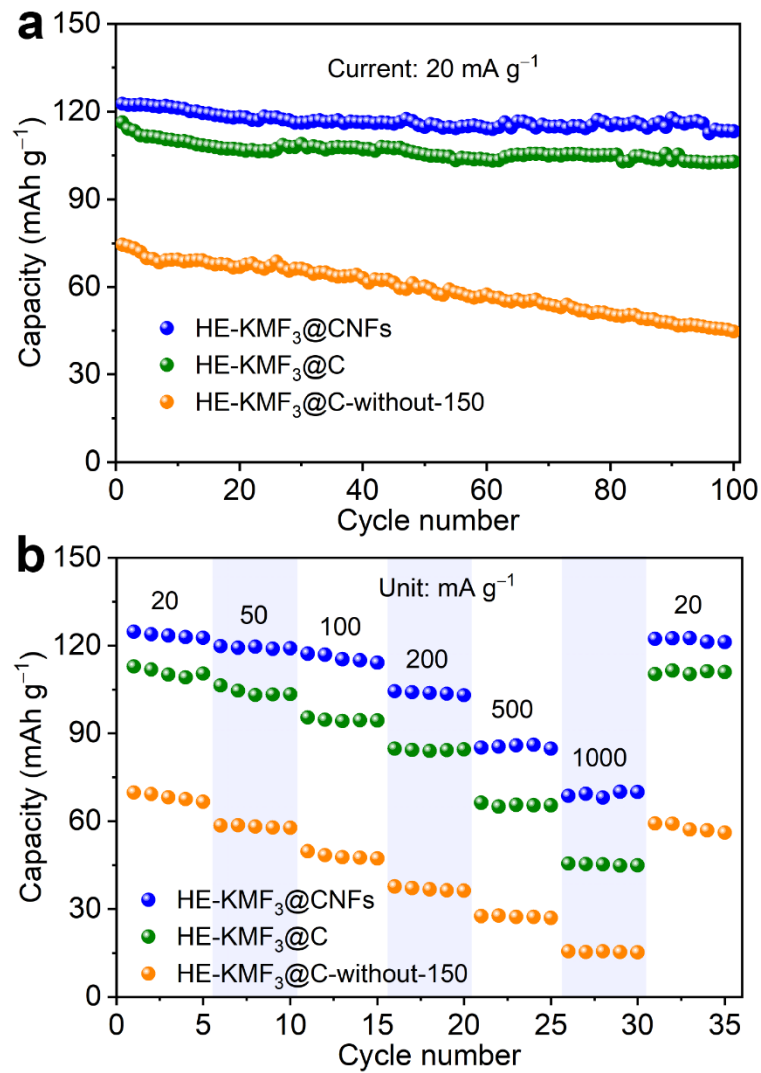 a
150
120
90
60
30
0
Capacity (mAh g⁻¹)
Current: 20 mA g⁻¹
HE-KMF₃@CNFs
HE-KMF₃@C
HE-KMF₃@C-without-150
0 20 40 60 80 100
Cycle number
b
150
120
90
60
30
0
Capacity (mAh g⁻¹)
Unit: mA g⁻¹
20 50 100 200 500 1000 20
HE-KMF₃@CNFs
HE-KMF₃@C
HE-KMF₃@C-without-150
0 5 10 15 20 25 30 35
Cycle number